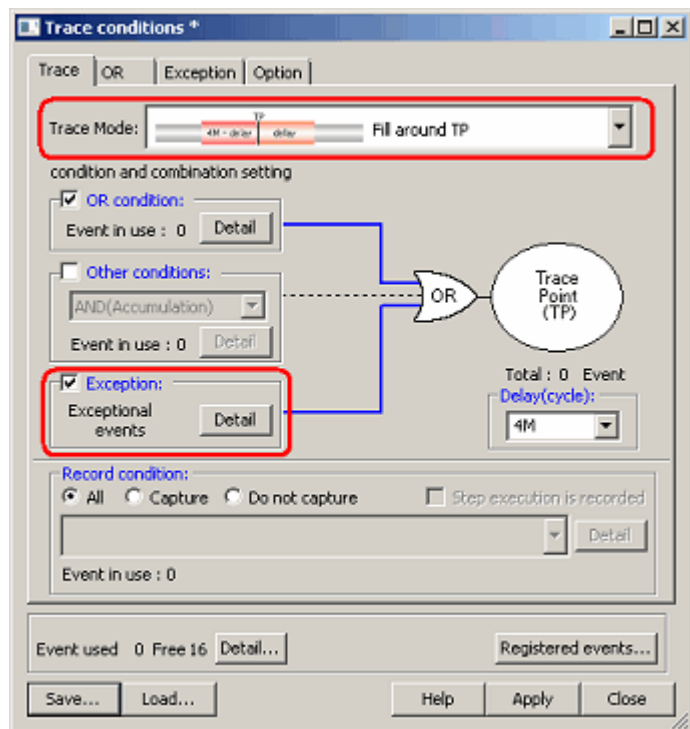 Trace conditions *
Trace OR Exception Option
Trace Mode: TP 4M - delay delay Fill around TP
condition and combination setting
OR condition:
Event in use : 0 Detail
Other conditions:
AND(Accumulation)
Event in use : 0 Detail
Exception:
Exceptional events Detail
OR
Trace
Point
(TP)
Total : 0 Event
Delay(cycle):
4M
Record condition:
All Capture Do not capture Step execution is recorded
Detail
Event in use : 0
Event used 0 Free 16 Detail... Registered events...
Save... Load... Help Apply Close